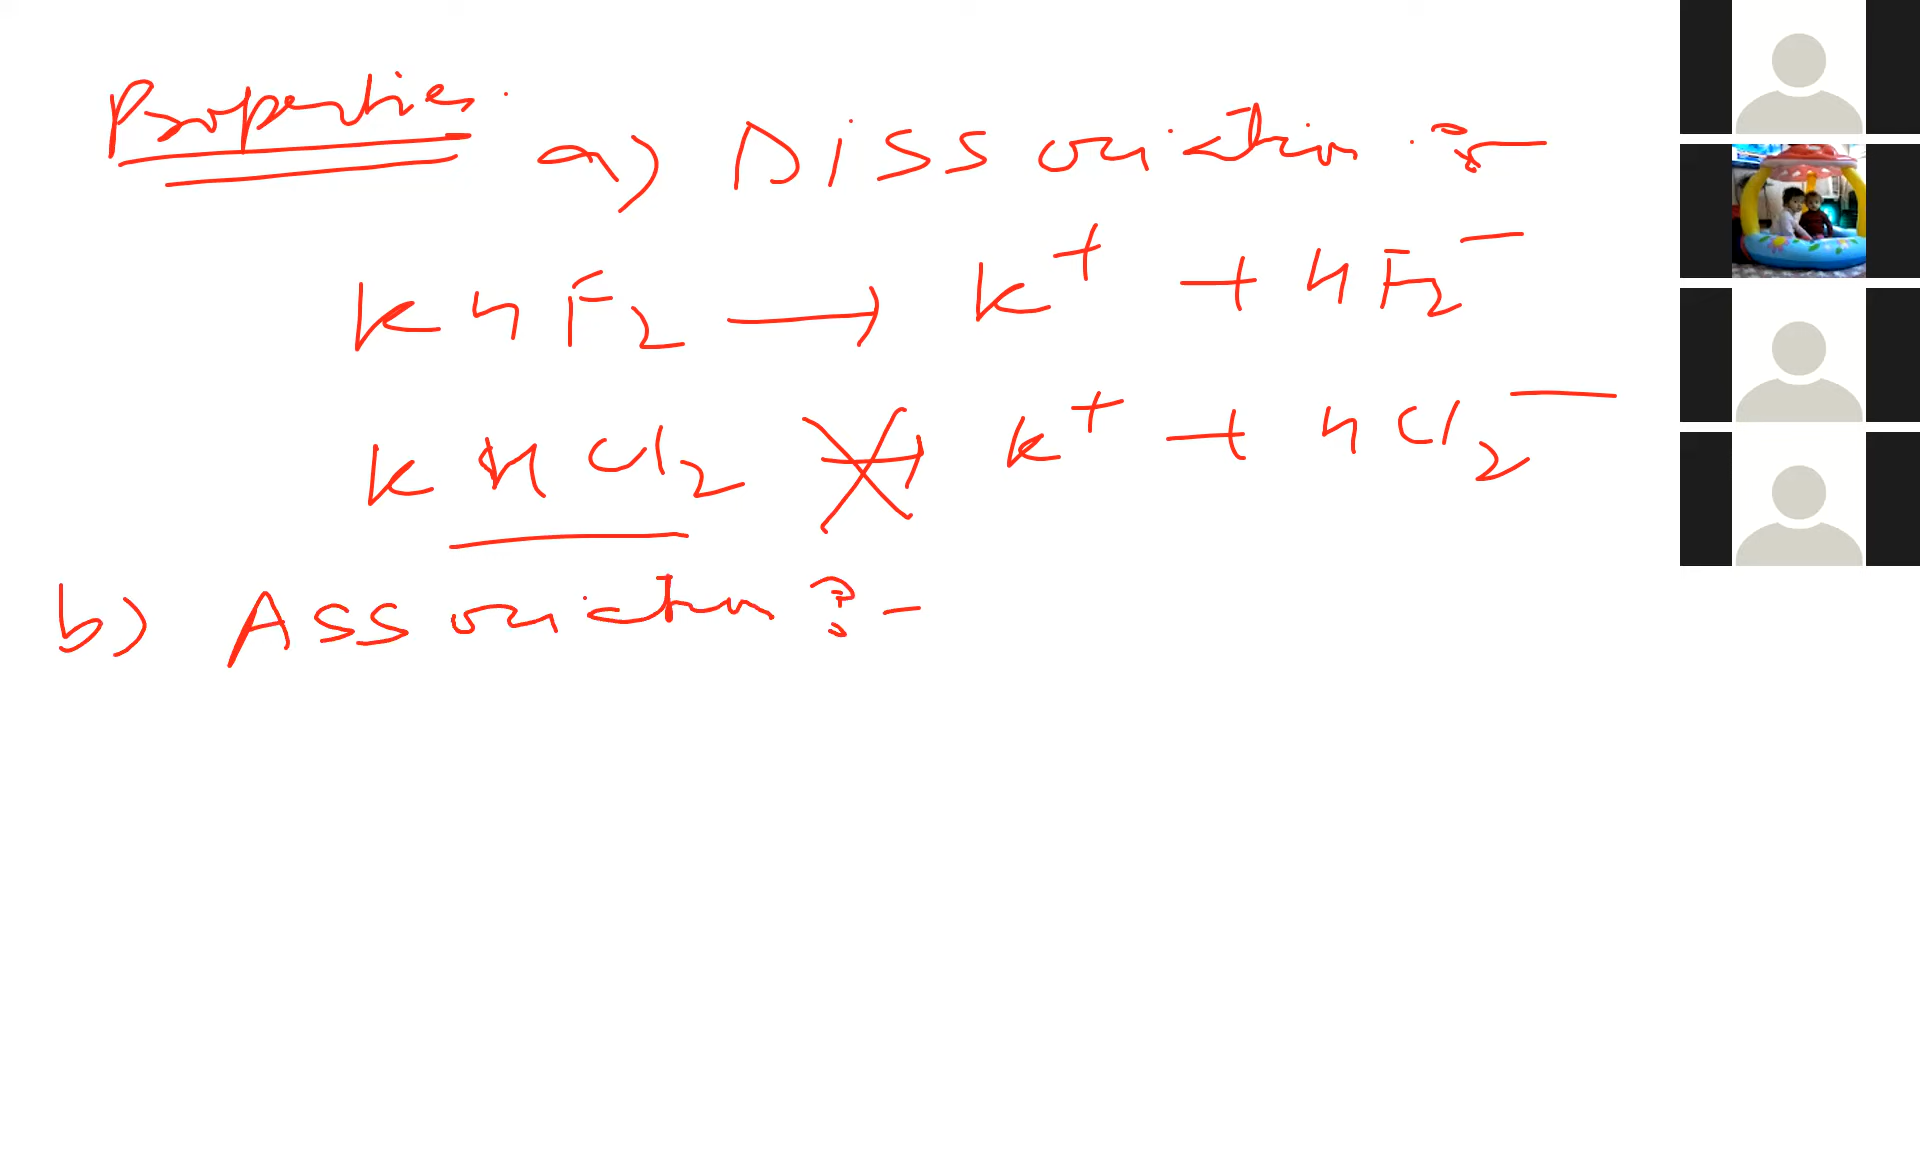 Properties.
a) Dissociation :-
KHF₂ → K⁺ + HF₂⁻
KHCl₂ → K⁺ + HCl₂⁻
b) Association :-